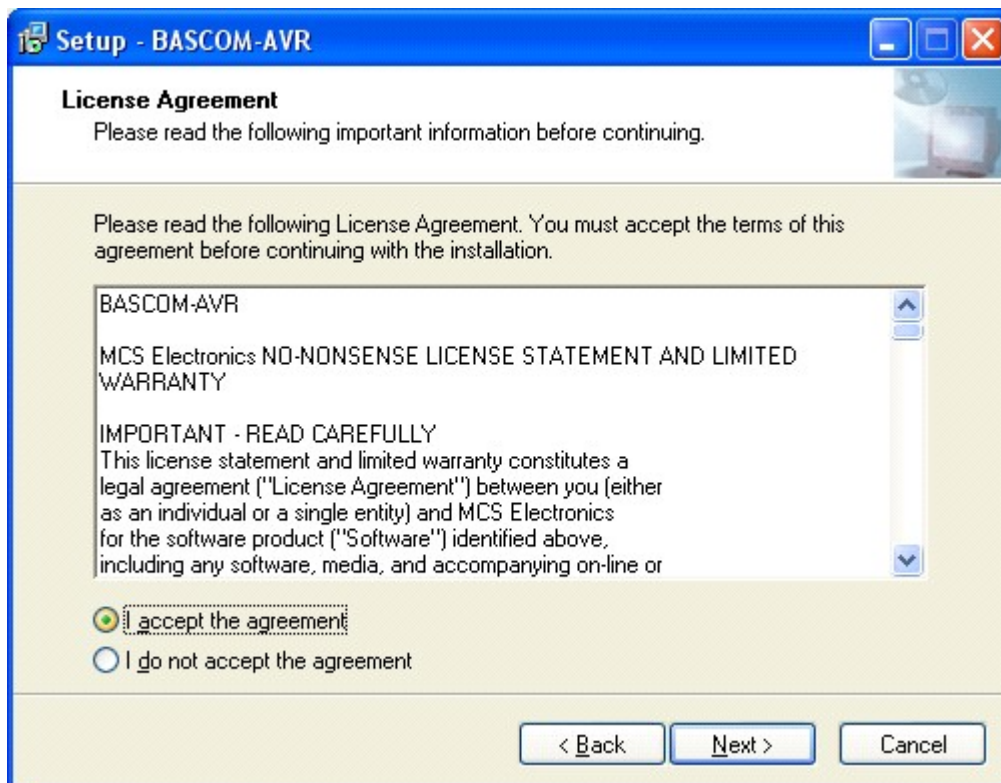 Setup - BASCOM-AVR
License Agreement
Please read the following important information before continuing.
Please read the following License Agreement. You must accept the terms of this
agreement before continuing with the installation.
BASCOM-AVR
MCS Electronics NO-NONSENSE LICENSE STATEMENT AND LIMITED
WARRANTY
IMPORTANT - READ CAREFULLY
This license statement and limited warranty constitutes a
legal agreement ("License Agreement") between you (either
as an individual or a single entity) and MCS Electronics
for the software product ("Software") identified above,
including any software, media, and accompanying on-line or
I accept the agreement
I do not accept the agreement
< Back
Next >
Cancel